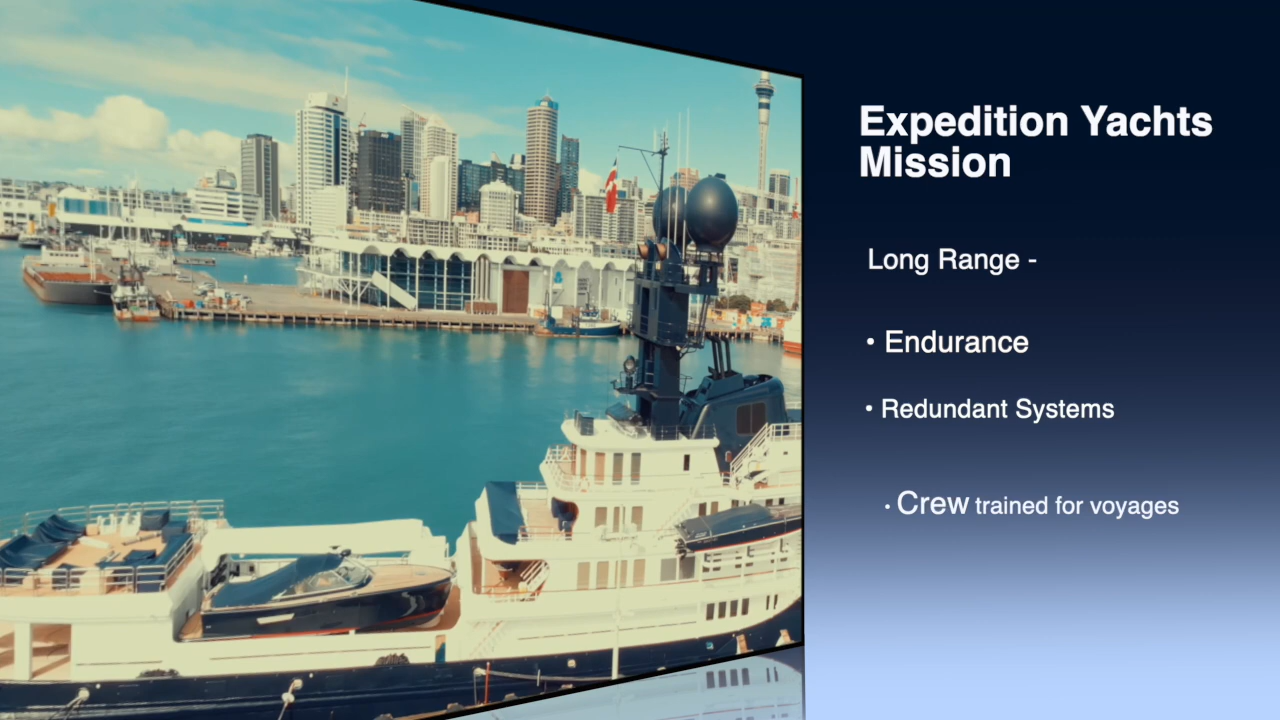 Expedition Yachts
Mission
Long Range -
• Endurance
• Redundant Systems
• Crew trained for voyages